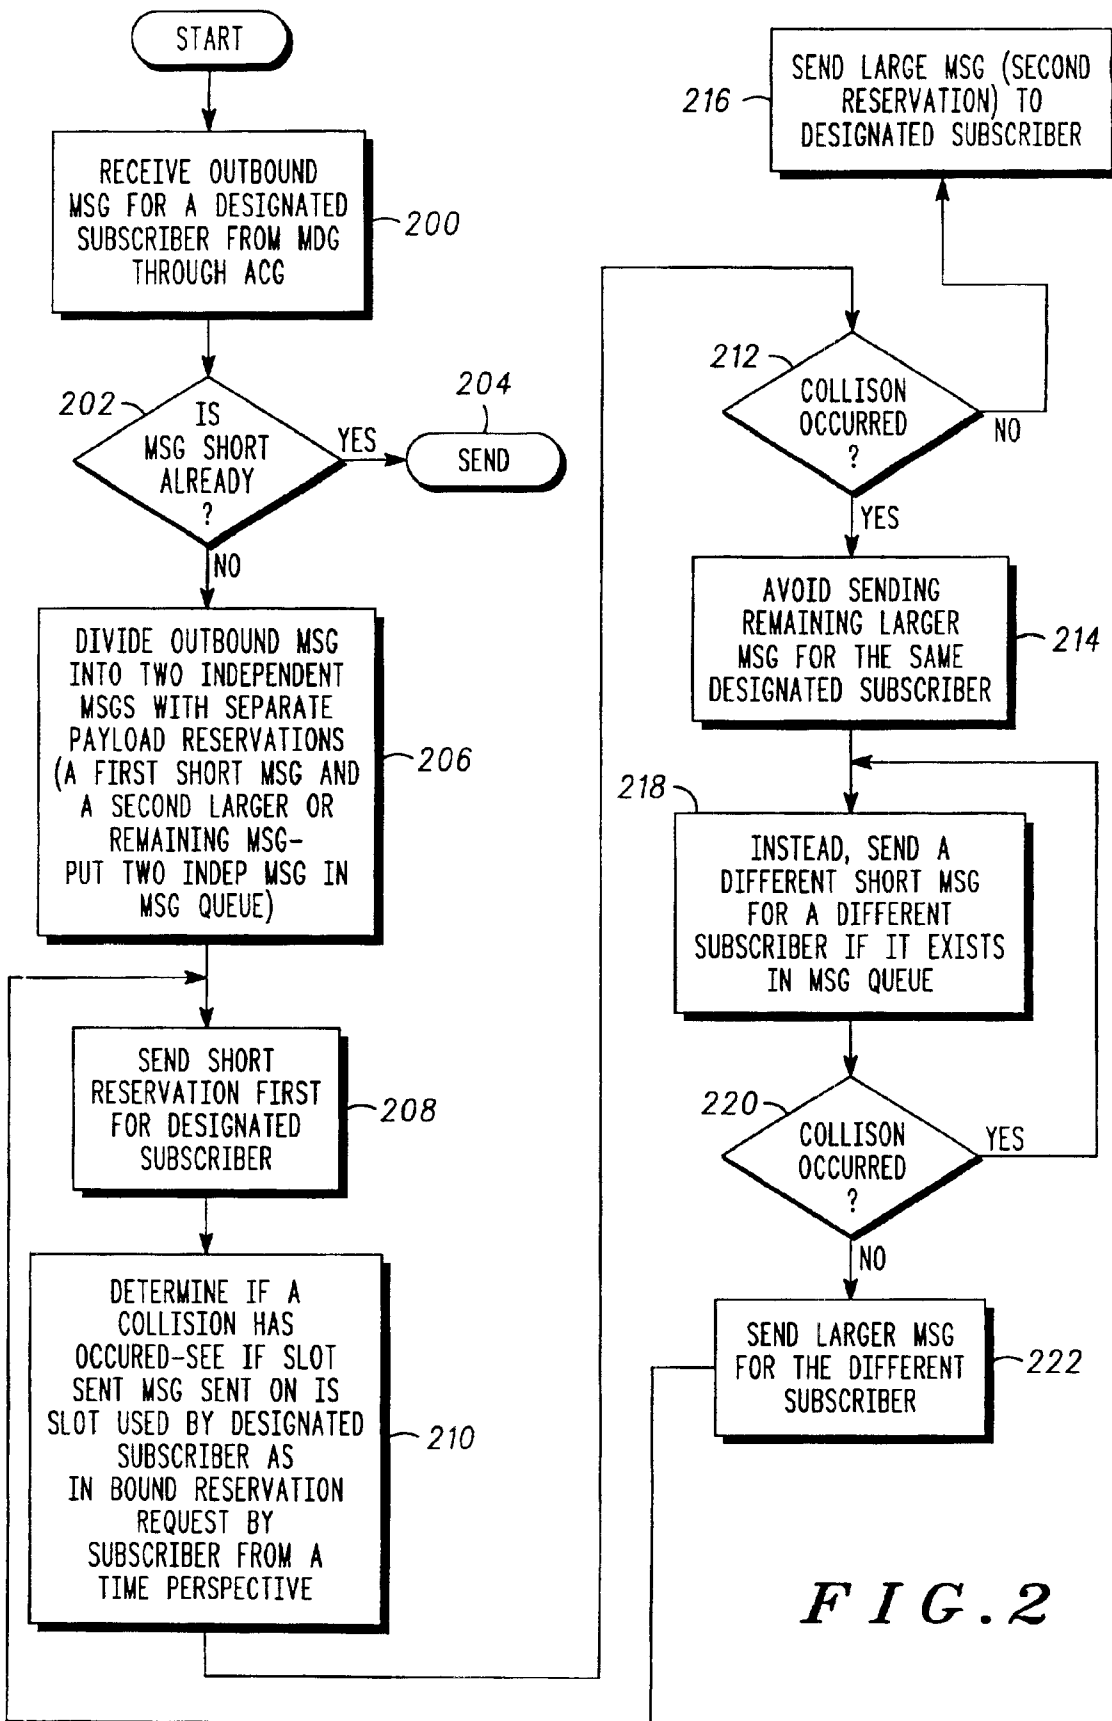 START
RECEIVE OUTBOUND
MSG FOR A DESIGNATED
SUBSCRIBER FROM MDG
THROUGH ACG
200
202
IS
MSG SHORT
ALREADY
?
YES
204
SEND
NO
DIVIDE OUTBOUND MSG
INTO TWO INDEPENDENT
MSGS WITH SEPARATE
PAYLOAD RESERVATIONS
(A FIRST SHORT MSG AND
A SECOND LARGER OR
REMAINING MSG-
PUT TWO INDEP MSG IN
MSG QUEUE)
206
SEND SHORT
RESERVATION FIRST
FOR DESIGNATED
SUBSCRIBER
208
DETERMINE IF A
COLLISION HAS
OCCURED-SEE IF SLOT
SENT MSG SENT ON IS
SLOT USED BY DESIGNATED
SUBSCRIBER AS
IN BOUND RESERVATION
REQUEST BY
SUBSCRIBER FROM A
TIME PERSPECTIVE
210
216
SEND LARGE MSG (SECOND
RESERVATION) TO
DESIGNATED SUBSCRIBER
212
COLLISON
OCCURRED
?
NO
YES
AVOID SENDING
REMAINING LARGER
MSG FOR THE SAME
DESIGNATED SUBSCRIBER
214
218
INSTEAD, SEND A
DIFFERENT SHORT MSG
FOR A DIFFERENT
SUBSCRIBER IF IT EXISTS
IN MSG QUEUE
220
COLLISON
OCCURRED
?
YES
NO
SEND LARGER MSG
FOR THE DIFFERENT
SUBSCRIBER
222
FIG.2